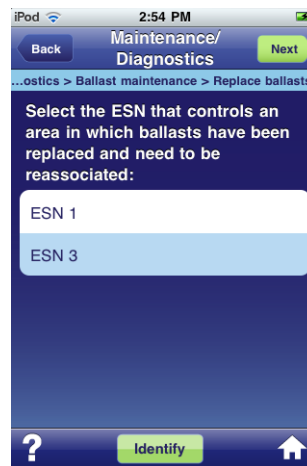 iPod 2:54 PM
Maintenance/
Back Diagnostics Next
...ostics > Ballast maintenance > Replace ballasts
Select the ESN that controls an
area in which ballasts have been
replaced and need to be
reassociated:
ESN 1
ESN 3
? Identify